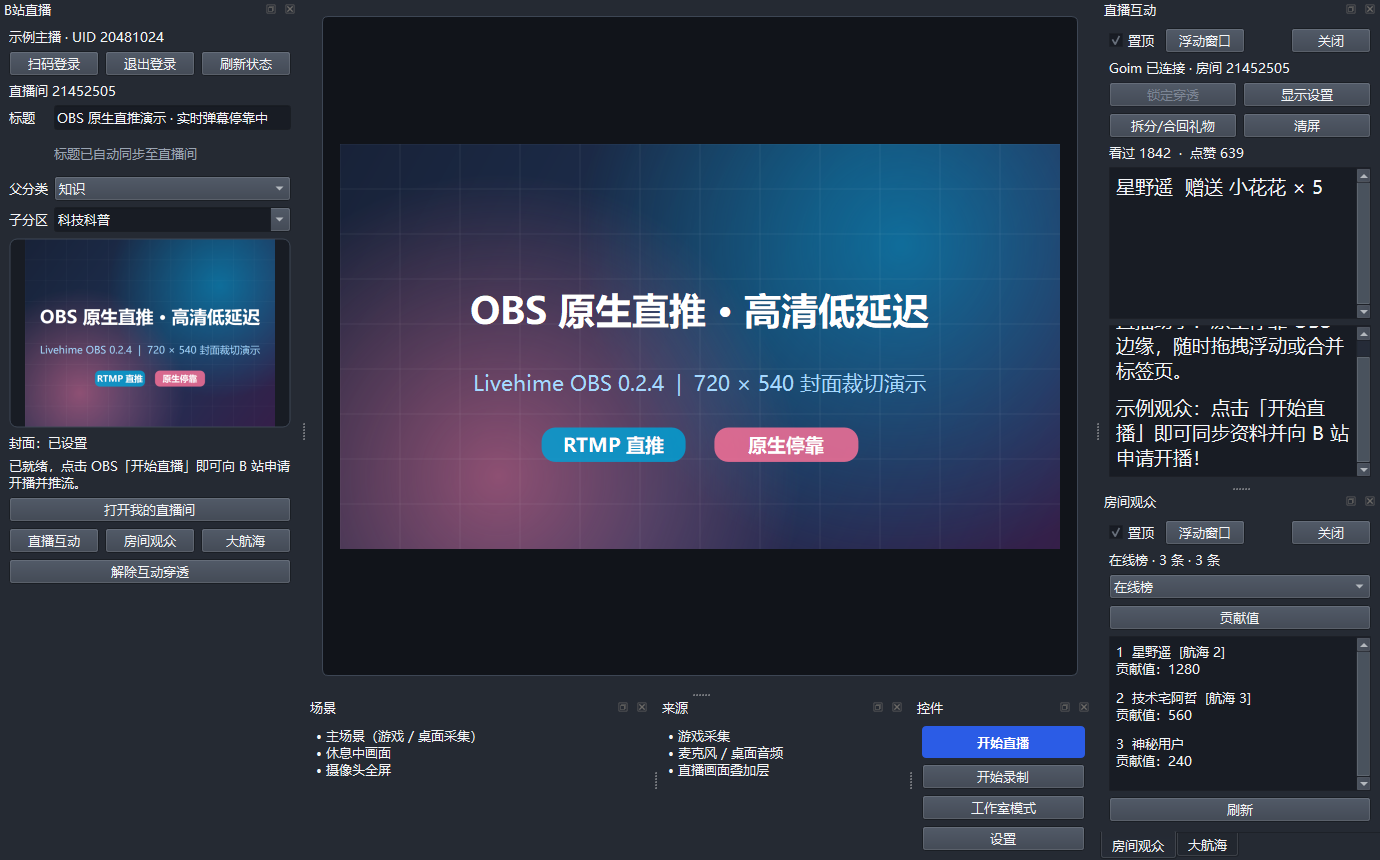 B站直播
示例主播 · UID 20481024
扫码登录 退出登录 刷新状态
直播间 21452505
标题 OBS 原生直推演示 · 实时弹幕停靠中
标题已自动同步至直播间
父分类 知识
子分区 科技科普
OBS 原生直推 • 高清低延迟
Livehime OBS 0.2.4 | 720 × 540 封面裁切演示
RTMP 直推 原生停靠
封面：已设置
已就绪，点击 OBS「开始直播」即可向 B 站申请
开播并推流。
打开我的直播间
直播互动 房间观众 大航海
解除互动穿透
OBS 原生直推 • 高清低延迟
Livehime OBS 0.2.4 | 720 × 540 封面裁切演示
RTMP 直推 原生停靠
场景
• 主场景（游戏 / 桌面采集）
• 休息中画面
• 摄像头全屏
来源
• 游戏采集
• 麦克风 / 桌面音频
• 直播画面叠加层
控件
开始直播
开始录制
工作室模式
设置
直播互动
置顶 浮动窗口 关闭
Goim 已连接 · 房间 21452505
锁定穿透 显示设置
拆分/合回礼物 清屏
看过 1842 · 点赞 639
星野遥 赠送 小花花 × 5
边缘，随时拖拽浮动或合并
标签页。
示例观众：点击「开始直
播」即可同步资料并向 B 站
申请开播！
房间观众
置顶 浮动窗口 关闭
在线榜 · 3 条 · 3 条
在线榜
贡献值
1 星野遥 [航海 2]
贡献值：1280
2 技术宅阿哲 [航海 3]
贡献值：560
3 神秘用户
贡献值：240
刷新
房间观众 大航海